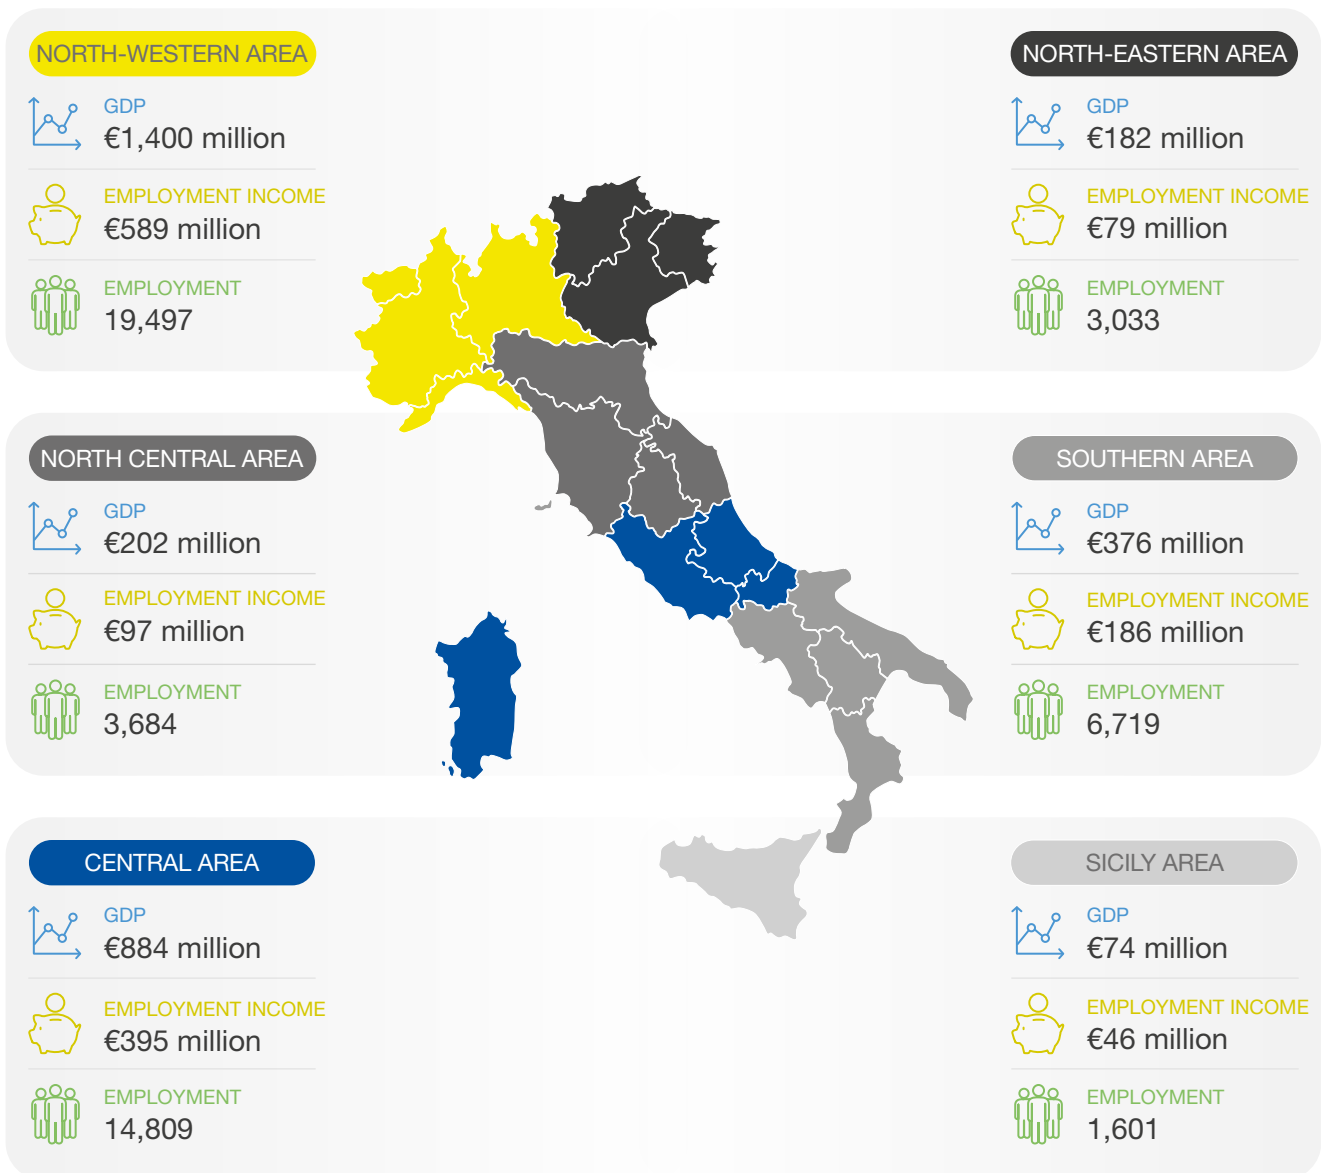 NORTH-WESTERN AREA
GDP
€1,400 million
EMPLOYMENT INCOME
€589 million
EMPLOYMENT
19,497
NORTH-EASTERN AREA
GDP
€182 million
EMPLOYMENT INCOME
€79 million
EMPLOYMENT
3,033
NORTH CENTRAL AREA
GDP
€202 million
EMPLOYMENT INCOME
€97 million
EMPLOYMENT
3,684
SOUTHERN AREA
GDP
€376 million
EMPLOYMENT INCOME
€186 million
EMPLOYMENT
6,719
CENTRAL AREA
GDP
€884 million
EMPLOYMENT INCOME
€395 million
EMPLOYMENT
14,809
SICILY AREA
GDP
€74 million
EMPLOYMENT INCOME
€46 million
EMPLOYMENT
1,601